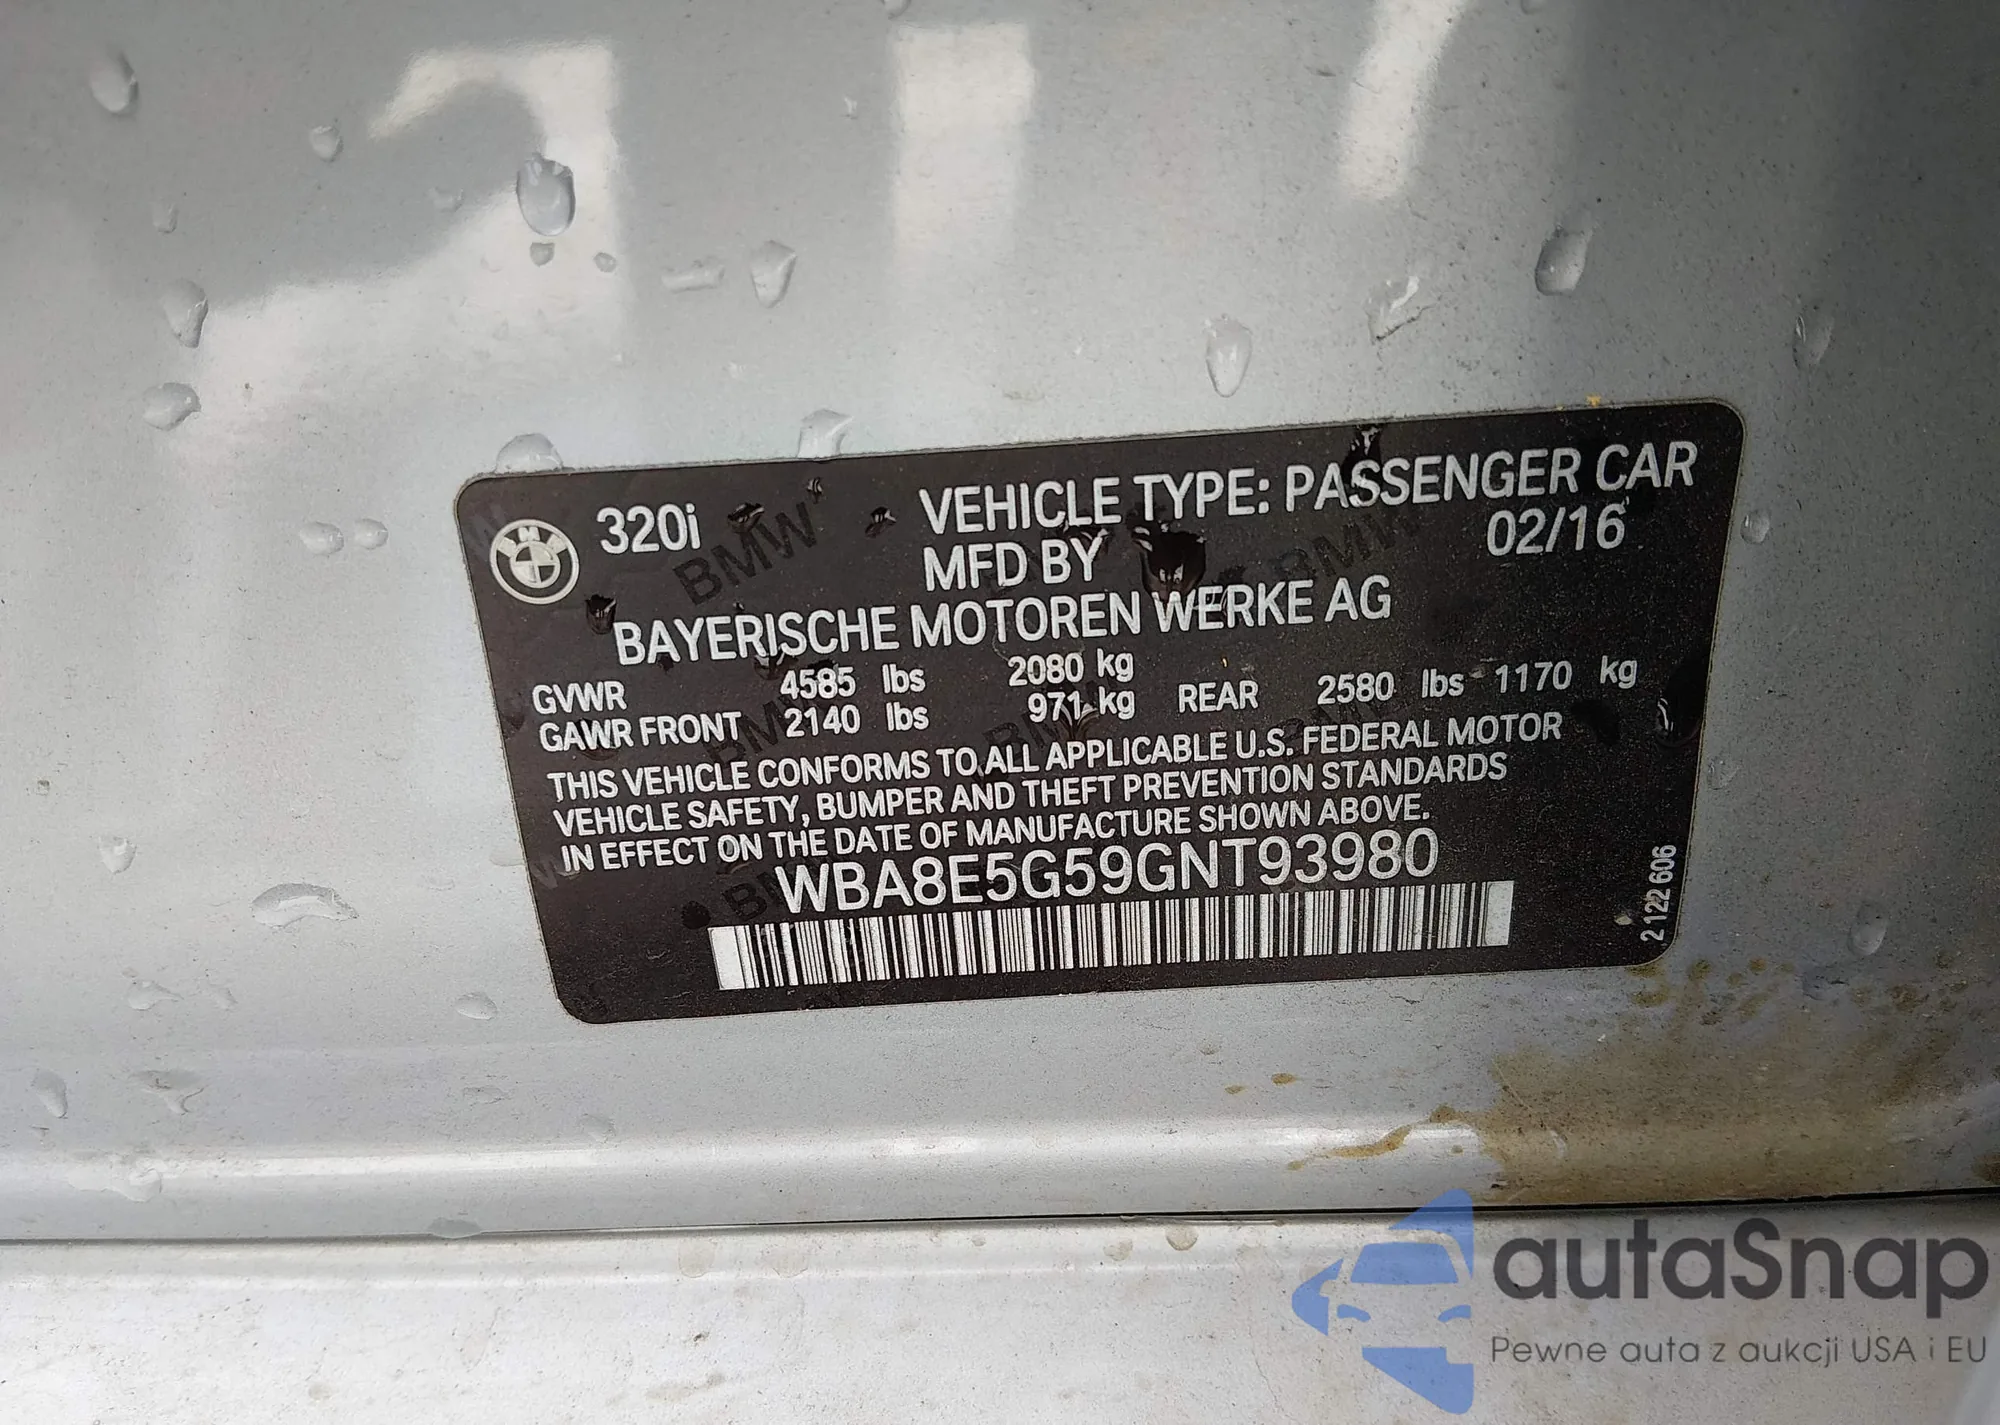 320i VEHICLE TYPE: PASSENGER CAR
MFD BY 02/16
BAYERISCHE MOTOREN WERKE AG
GVWR 4585 lbs 2080 kg
GAWR FRONT 2140 lbs 971 kg REAR 2580 lbs 1170 kg
THIS VEHICLE CONFORMS TO ALL APPLICABLE U.S. FEDERAL MOTOR
VEHICLE SAFETY, BUMPER AND THEFT PREVENTION STANDARDS
IN EFFECT ON THE DATE OF MANUFACTURE SHOWN ABOVE.
WBA8E5G59GNT93980
2 122 606
autaSnap
Pewne auta z aukcji USA i EU